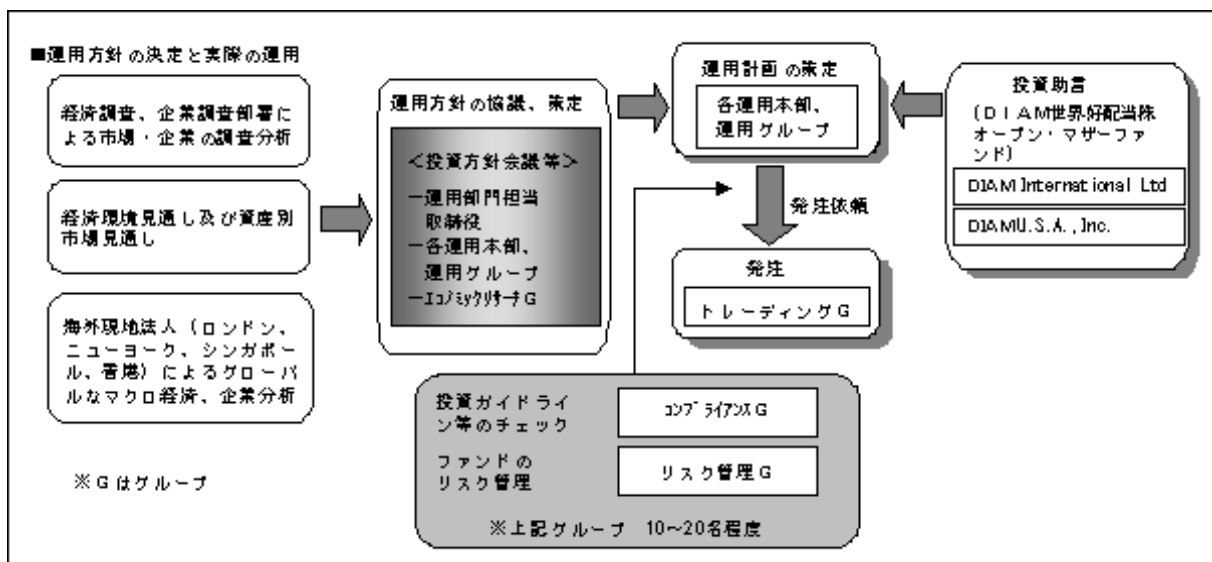 ■運用方針の決定と実際の運用
経済調査、企業調査部署に
よる市場・企業の調査分析
経済環境見通し及び資産別
市場見通し
海外現地法人（ロンドン、
ニューヨーク、シンガポー
ル、香港）によるグローバ
ルなマクロ経済、企業分析
※Gはグループ
運用方針の協議、策定
＜投資方針会議等＞
－運用部門担当
取締役
－各運用本部、
運用グループ
－ｴｺﾉﾐｯｸﾘｻｰﾁG
運用計画の策定
各運用本部、
運用グループ
発注依頼
発注
トレーディングG
投資助言
（DIAM世界好配当株
オープン・マザーファ
ンド）
DIAM International Ltd
DIAM U.S.A., Inc.
投資ガイドライ
ン等のチェック
ｺﾝﾌﾟﾗｲｱﾝｽG
ファンドの
リスク管理
リスク管理G
※上記グループ　10～20名程度